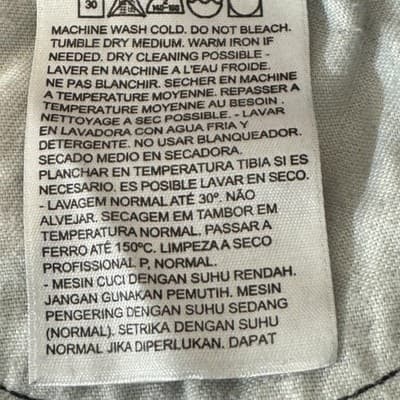 30 140-160
MACHINE WASH COLD. DO NOT BLEACH.
TUMBLE DRY MEDIUM. WARM IRON IF
NEEDED. DRY CLEANING POSSIBLE -
LAVER EN MACHINE A L'EAU FROIDE.
NE PAS BLANCHIR. SECHER EN MACHINE
A TEMPERATURE MOYENNE. REPASSER A
TEMPERATURE MOYENNE AU BESOIN .
NETTOYAGE A SEC POSSIBLE. - LAVAR
EN LAVADORA CON AGUA FRIA Y
DETERGENTE. NO USAR BLANQUEADOR.
SECADO MEDIO EN SECADORA.
PLANCHAR EN TEMPERATURA TIBIA SI ES
NECESARIO. ES POSIBLE LAVAR EN SECO.
- LAVAGEM NORMAL ATÉ 30º. NÃO
ALVEJAR. SECAGEM EM TAMBOR EM
TEMPERATURA NORMAL. PASSAR A
FERRO ATÉ 150ºC. LIMPEZA A SECO
PROFISSIONAL P, NORMAL.
- MESIN CUCI DENGAN SUHU RENDAH.
JANGAN GUNAKAN PEMUTIH. MESIN
PENGERING DENGAN SUHU SEDANG
(NORMAL). SETRIKA DENGAN SUHU
NORMAL JIKA DIPERLUKAN. DAPAT